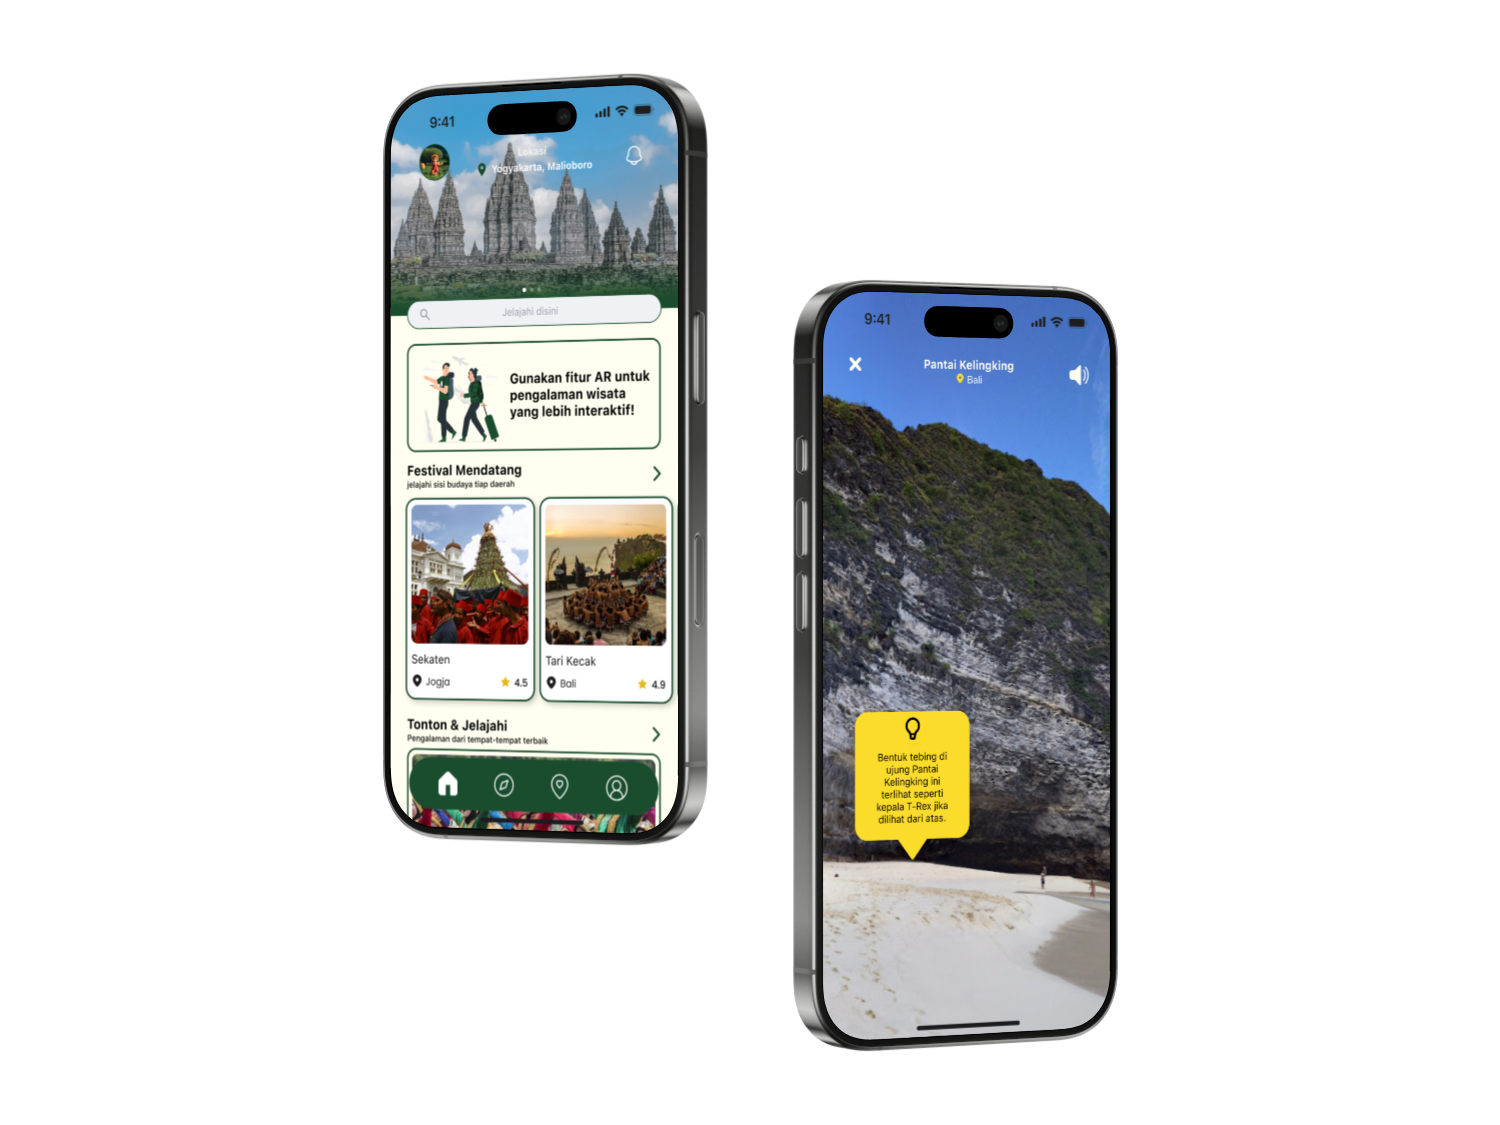 9:41
Lokasi
Yogyakarta, Malioboro
Jelajahi disini
Gunakan fitur AR untuk
pengalaman wisata
yang lebih interaktif!
Festival Mendatang
jelajahi sisi budaya tiap daerah
Sekaten
Jogja
4.5
Tari Kecak
Bali
4.9
Tonton & Jelajahi
Pengalaman dari tempat-tempat terbaik
9:41
Pantai Kelingking
Bali
Bentuk tebing di
ujung Pantai
Kelingking ini
terlihat seperti
kepala T-Rex jika
dilihat dari atas.